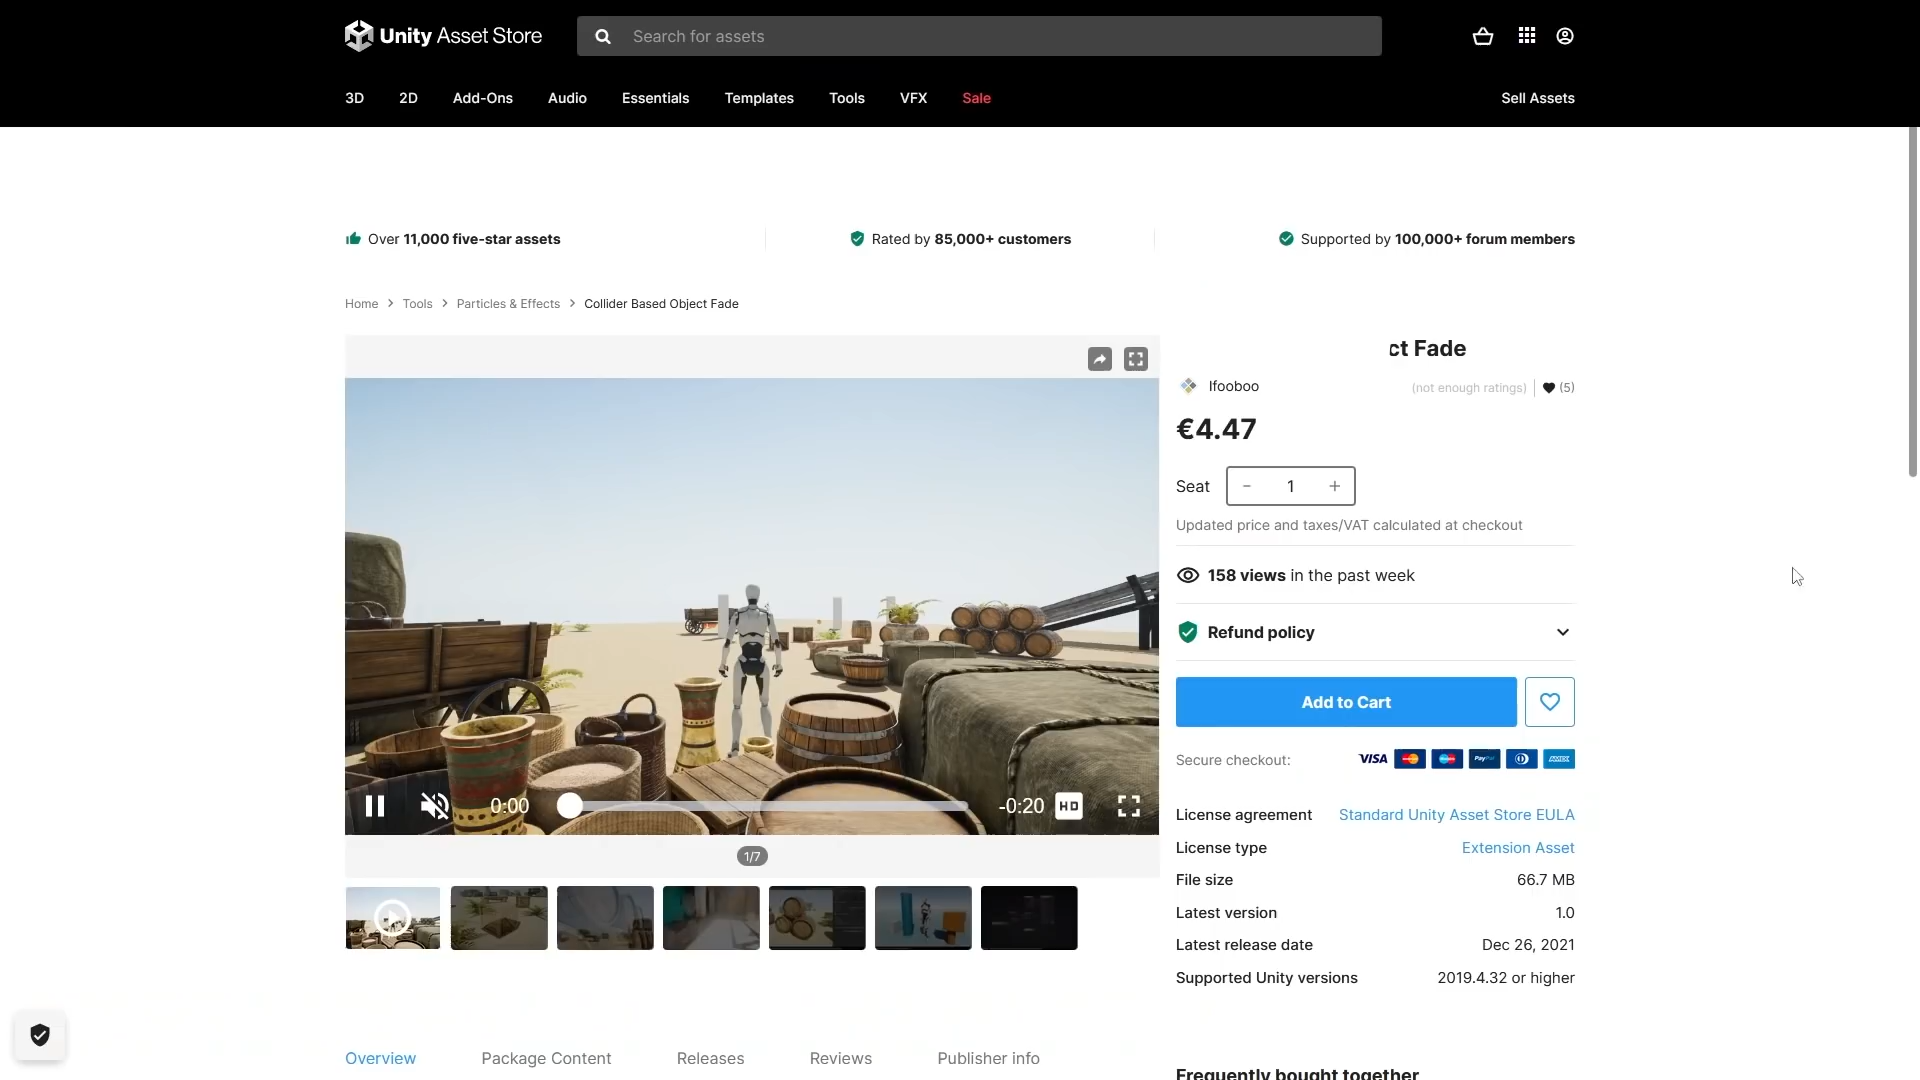 Unity Asset Store
Search for assets
3D 2D Add-Ons Audio Essentials Templates Tools VFX Sale Sell Assets
Over 11,000 five-star assets
Rated by 85,000+ customers
Supported by 100,000+ forum members
Home > Tools > Particles & Effects > Collider Based Object Fade
ct Fade
Ifooboo
(not enough ratings) (5)
€4.47
Seat - 1 +
Updated price and taxes/VAT calculated at checkout
158 views in the past week
Refund policy
Add to Cart
Secure checkout: VISA PayPal
License agreement Standard Unity Asset Store EULA
License type Extension Asset
File size 66.7 MB
Latest version 1.0
Latest release date Dec 26, 2021
Supported Unity versions 2019.4.32 or higher
0:00 -0:20 HD
1/7
Overview Package Content Releases Reviews Publisher info
Frequently bought together